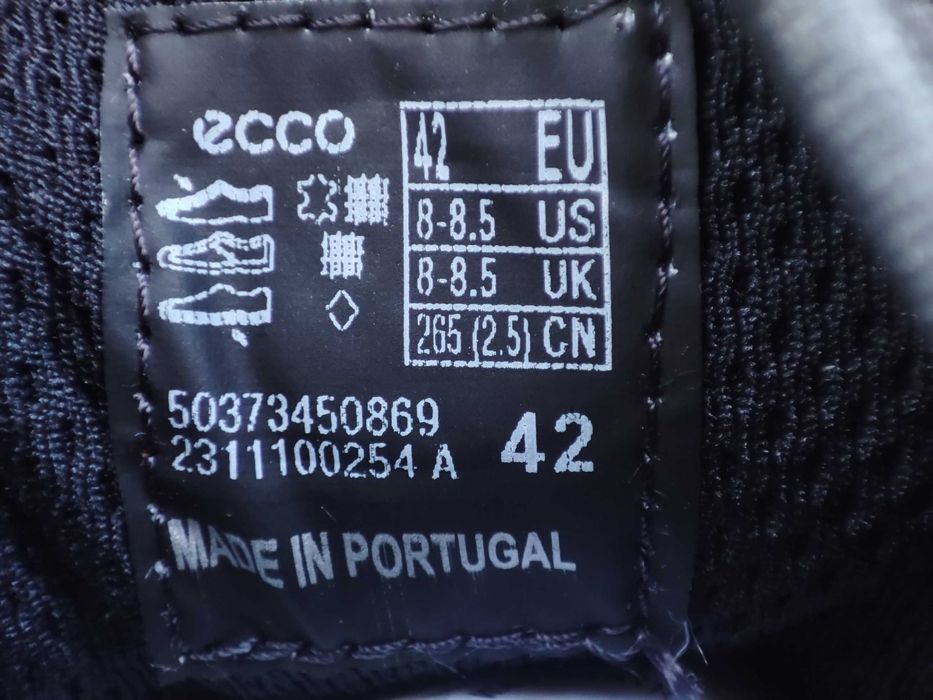 ecco
42 EU
8-8.5 US
8-8.5 UK
265 (2.5) CN
50373450869
2311100254 A
42
MADE IN PORTUGAL